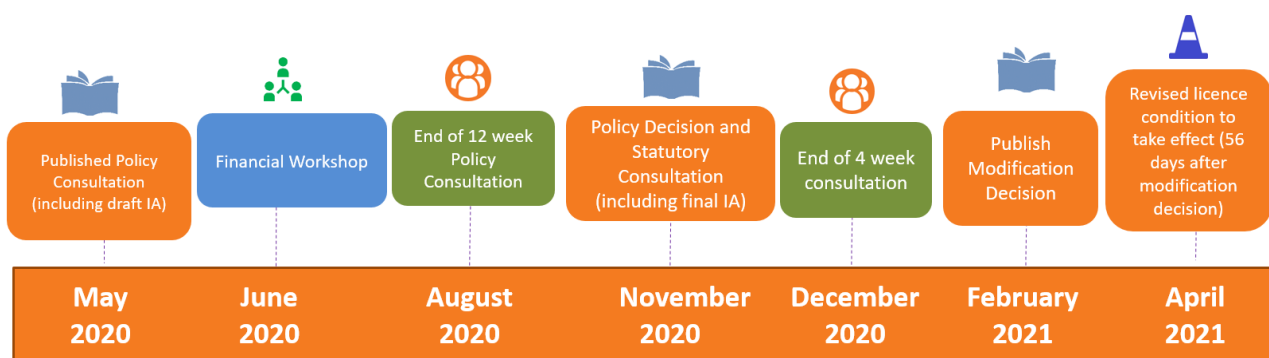 Published Policy
Consultation
(including draft IA)
Financial Workshop
End of 12 week
Policy
Consultation
Policy Decision and
Statutory
Consultation
(including final IA)
End of 4 week
consultation
Publish
Modification
Decision
Revised licence
condition to
take effect (56
days after
modification
decision)
May
2020
June
2020
August
2020
November
2020
December
2020
February
2021
April
2021